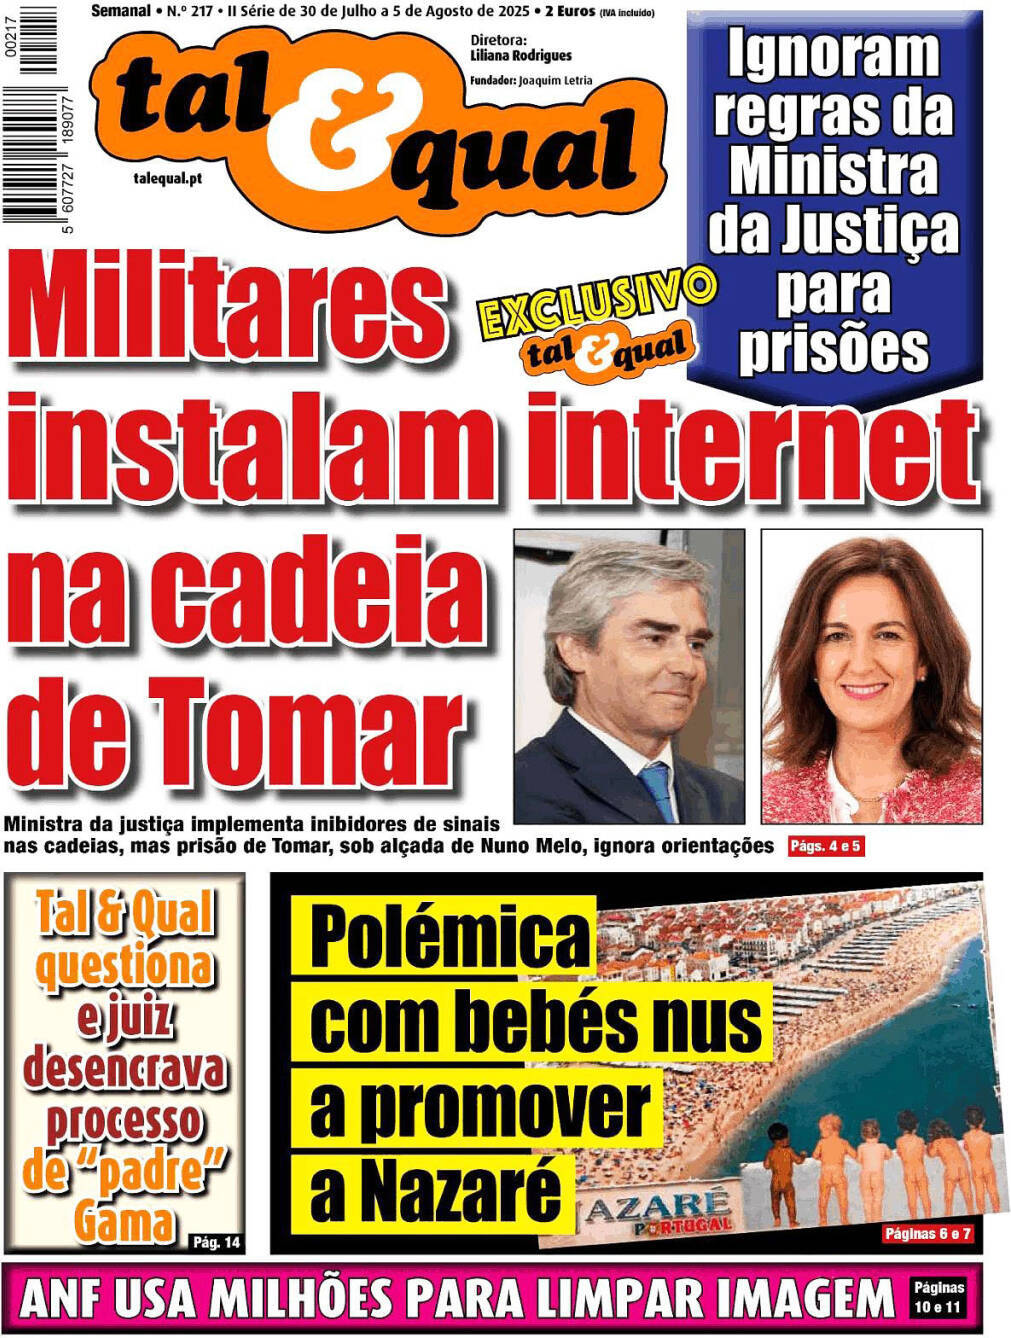 Semanal • N.º 217 • II Série de 30 de Julho a 5 de Agosto de 2025 • 2 Euros (IVA incluído)
00217
5 607727 189077
tal&qual
talequal.pt
Diretora:
Liliana Rodrigues
Fundador: Joaquim Letria
Ignoram
regras da
Ministra
da Justiça
para
prisões
EXCLUSIVO
tal&qual
Militares
instalam internet
na cadeia
de Tomar
Ministra da justiça implementa inibidores de sinais
nas cadeias, mas prisão de Tomar, sob alçada de Nuno Melo, ignora orientações
Págs. 4 e 5
Tal & Qual
questiona
e juiz
desencrava
processo
de “padre”
Gama
Pág. 14
Polémica
com bebés nus
a promover
a Nazaré
AZARÉ
PORTUGAL
Páginas 6 e 7
ANF USA MILHÕES PARA LIMPAR IMAGEM
Páginas
10 e 11